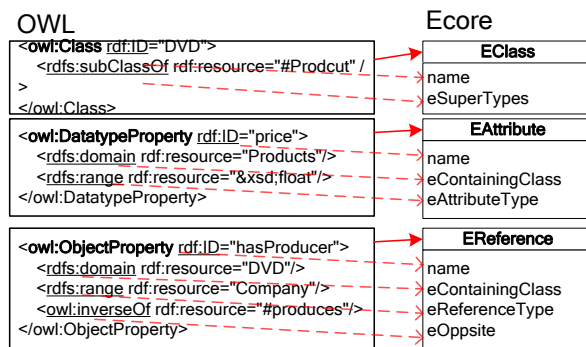 OWL
Ecore
<owl:Class rdf:ID="DVD">
<rdfs:subClassOf rdf:resource="#Prodcut" /
>
</owl:Class>
EClass
name
eSuperTypes
<owl:DatatypeProperty rdf:ID="price">
<rdfs:domain rdf:resource="Products"/>
<rdfs:range rdf:resource="&xsd;float"/>
</owl:DatatypeProperty>
EAttribute
name
eContainingClass
eAttributeType
<owl:ObjectProperty rdf:ID="hasProducer">
<rdfs:domain rdf:resource="DVD"/>
<rdfs:range rdf:resource="Company"/>
<owl:inverseOf rdf:resource="#produces"/>
</owl:ObjectProperty>
EReference
name
eContainingClass
eReferenceType
eOppsite